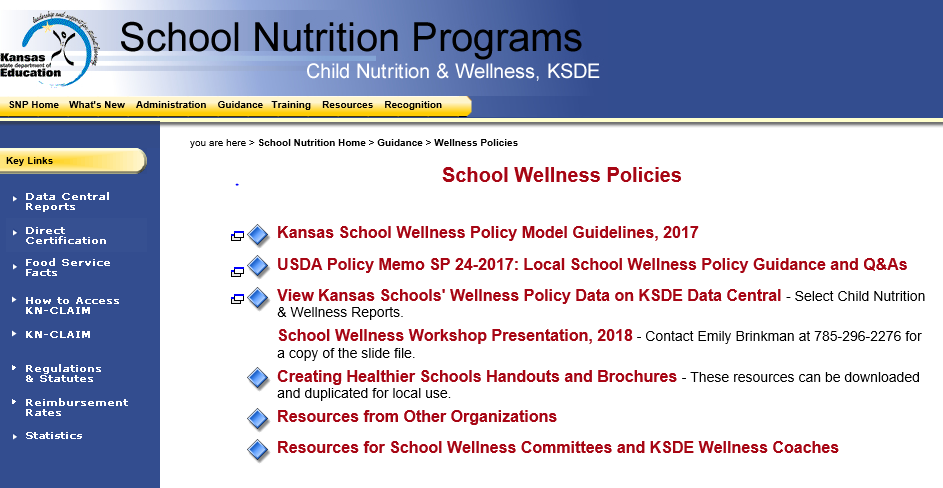 leadership and support for student learning
Kansas
state department of
Education
School Nutrition Programs
Child Nutrition & Wellness, KSDE
SNP Home What's New Administration Guidance Training Resources Recognition
you are here > School Nutrition Home > Guidance > Wellness Policies
Key Links
Data Central
Reports
Direct
Certification
Food Service
Facts
How to Access
KN-CLAIM
KN-CLAIM
Regulations
& Statutes
Reimbursement
Rates
Statistics
School Wellness Policies
Kansas School Wellness Policy Model Guidelines, 2017
USDA Policy Memo SP 24-2017: Local School Wellness Policy Guidance and Q&As
View Kansas Schools' Wellness Policy Data on KSDE Data Central - Select Child Nutrition
& Wellness Reports.
School Wellness Workshop Presentation, 2018 - Contact Emily Brinkman at 785-296-2276 for
a copy of the slide file.
Creating Healthier Schools Handouts and Brochures - These resources can be downloaded
and duplicated for local use.
Resources from Other Organizations
Resources for School Wellness Committees and KSDE Wellness Coaches